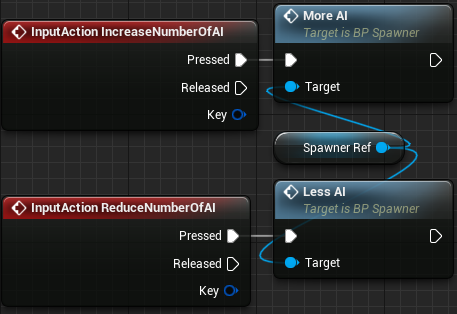 InputAction IncreaseNumberOfAI
Pressed
Released
Key
More AI
Target is BP Spawner
Target
Spawner Ref
InputAction ReduceNumberOfAI
Pressed
Released
Key
Less AI
Target is BP Spawner
Target